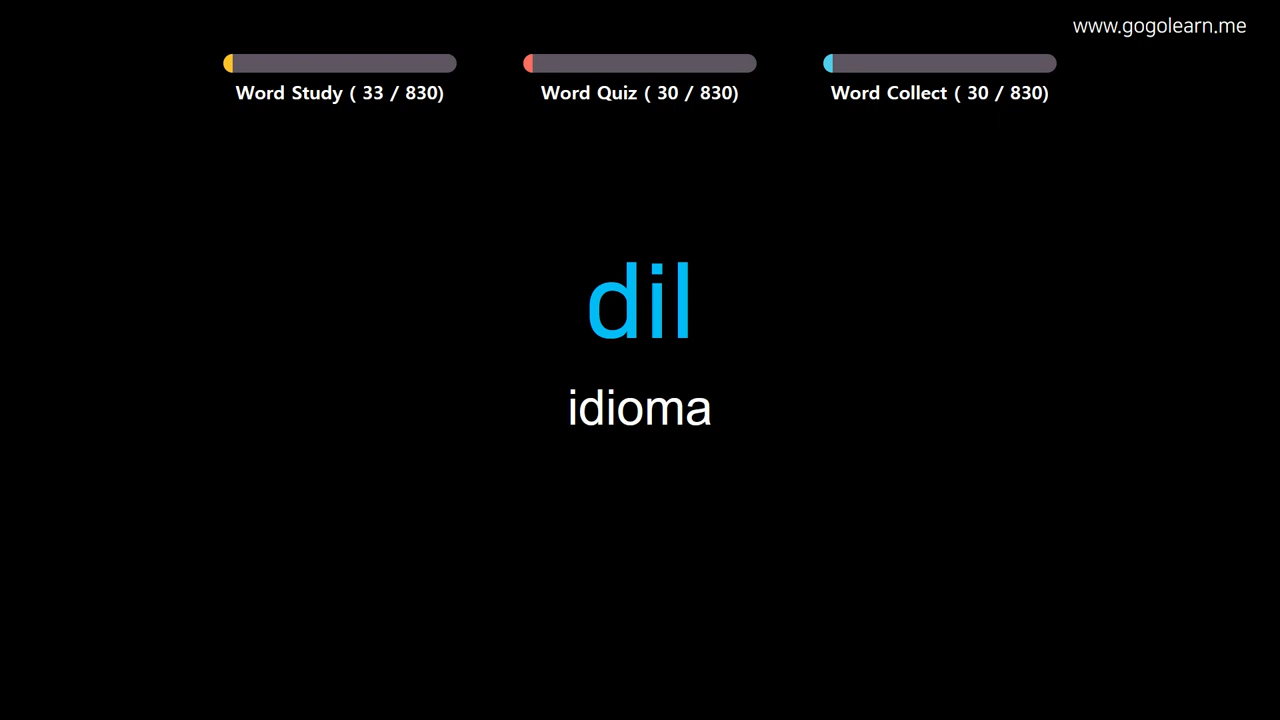 www.gogolearn.me
Word Study ( 33 / 830)
Word Quiz ( 30 / 830)
Word Collect ( 30 / 830)
dil
idioma